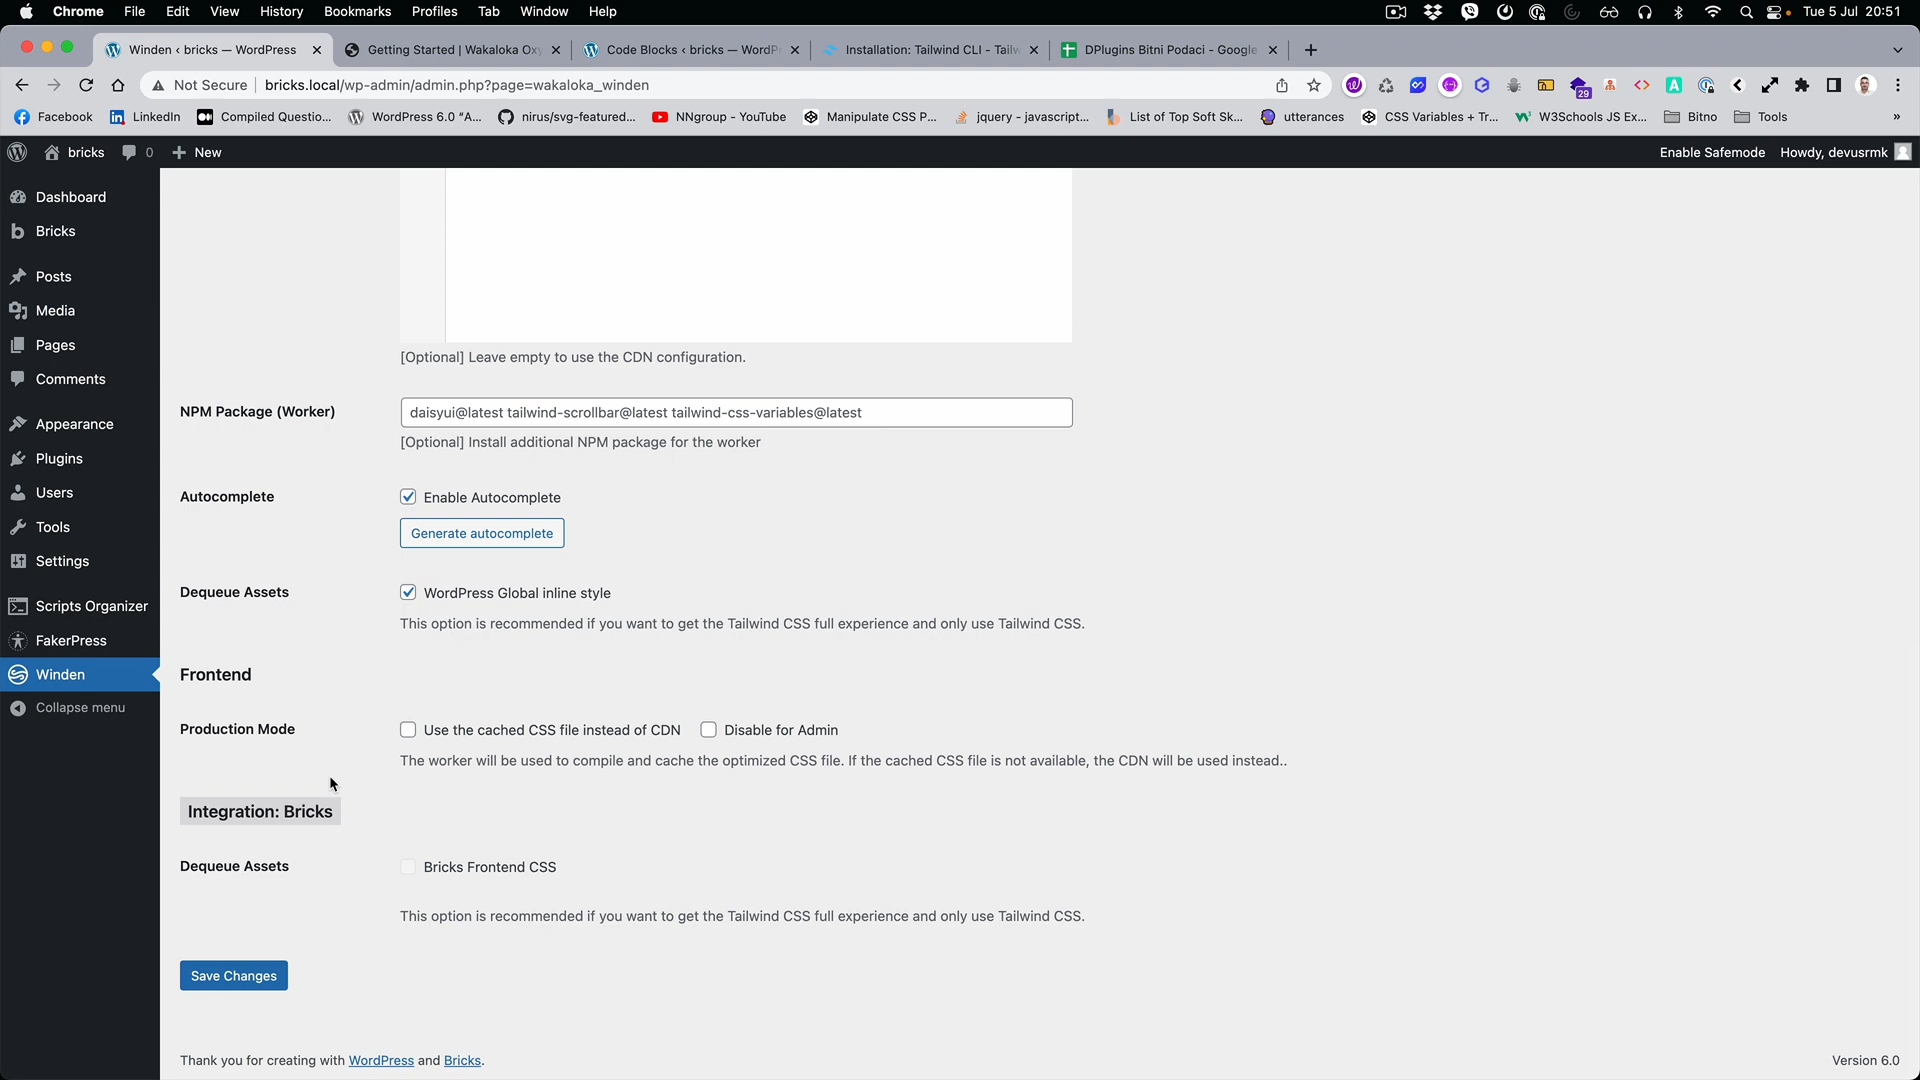 Chrome File Edit View History Bookmarks Profiles Tab Window Help Tue 5 Jul 20:51
Winden ‹ bricks — WordPress Getting Started | Wakaloka Oxy Code Blocks ‹ bricks — WordP Installation: Tailwind CLI - Tailw DPlugins Bitni Podaci - Google
Not Secure bricks.local/wp-admin/admin.php?page=wakaloka_winden 29
Facebook LinkedIn Compiled Questio... WordPress 6.0 “A... nirus/svg-featured... NNgroup - YouTube Manipulate CSS P... jquery - javascript... List of Top Soft Sk... utterances CSS Variables + Tr... W3Schools JS Ex... Bitno Tools »
bricks 0 New Enable Safemode Howdy, devusrmk
Dashboard
Bricks
Posts
Media
Pages
Comments
Appearance
Plugins
Users
Tools
Settings
Scripts Organizer
FakerPress
Winden
Collapse menu
[Optional] Leave empty to use the CDN configuration.
NPM Package (Worker) daisyui@latest tailwind-scrollbar@latest tailwind-css-variables@latest
[Optional] Install additional NPM package for the worker
Autocomplete Enable Autocomplete
Generate autocomplete
Dequeue Assets WordPress Global inline style
This option is recommended if you want to get the Tailwind CSS full experience and only use Tailwind CSS.
Frontend
Production Mode Use the cached CSS file instead of CDN Disable for Admin
The worker will be used to compile and cache the optimized CSS file. If the cached CSS file is not available, the CDN will be used instead..
Integration: Bricks
Dequeue Assets Bricks Frontend CSS
This option is recommended if you want to get the Tailwind CSS full experience and only use Tailwind CSS.
Save Changes
Thank you for creating with WordPress and Bricks. Version 6.0